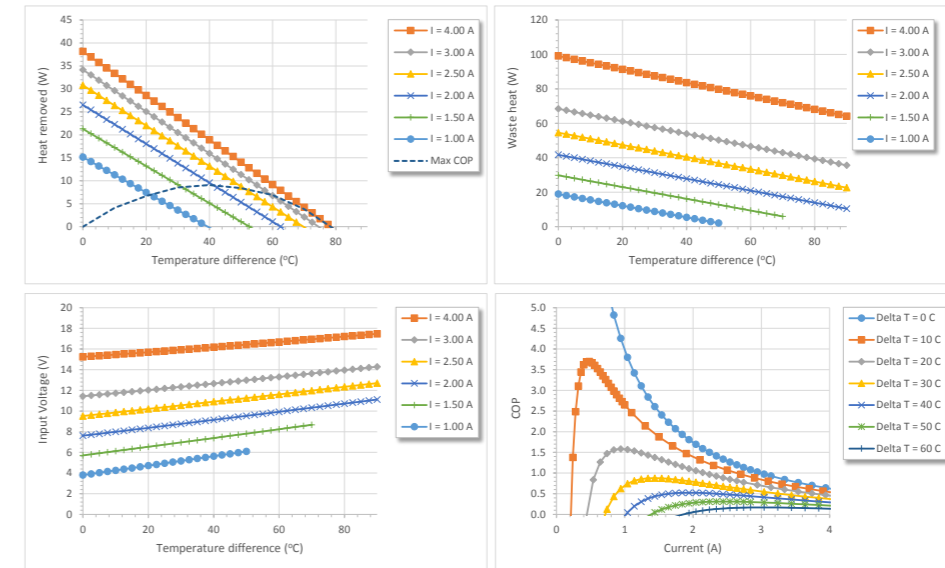 45
40
35
30
25
20
15
10
5
0
0 20 40 60 80
Heat removed (W)
Temperature difference (°C)
I = 4.00 A
I = 3.00 A
I = 2.50 A
I = 2.00 A
I = 1.50 A
I = 1.00 A
Max COP
120
100
80
60
40
20
0
0 20 40 60 80
Waste heat (W)
Temperature difference (°C)
I = 4.00 A
I = 3.00 A
I = 2.50 A
I = 2.00 A
I = 1.50 A
I = 1.00 A
20
18
16
14
12
10
8
6
4
2
0
0 20 40 60 80
Input Voltage (V)
Temperature difference (°C)
I = 4.00 A
I = 3.00 A
I = 2.50 A
I = 2.00 A
I = 1.50 A
I = 1.00 A
5.0
4.5
4.0
3.5
3.0
2.5
2.0
1.5
1.0
0.5
0.0
0 1 2 3 4
COP
Current (A)
Delta T = 0 C
Delta T = 10 C
Delta T = 20 C
Delta T = 30 C
Delta T = 40 C
Delta T = 50 C
Delta T = 60 C